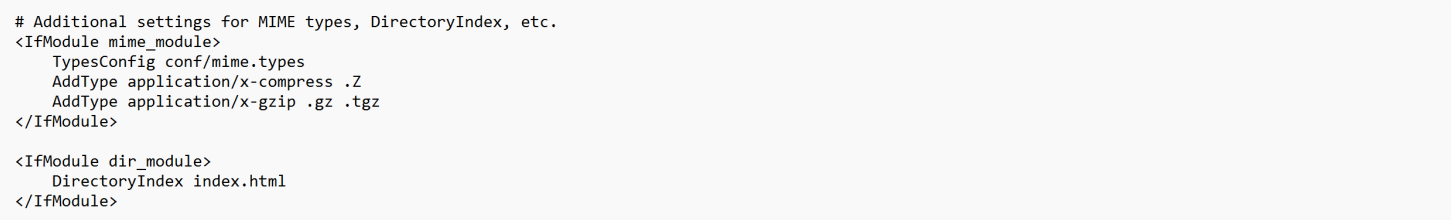 # Additional settings for MIME types, DirectoryIndex, etc.
<IfModule mime_module>
    TypesConfig conf/mime.types
    AddType application/x-compress .Z
    AddType application/x-gzip .gz .tgz
</IfModule>

<IfModule dir_module>
    DirectoryIndex index.html
</IfModule>